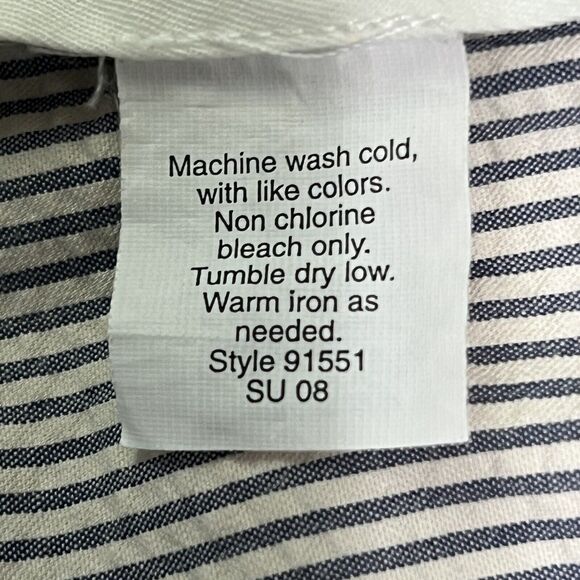 Machine wash cold,
with like colors.
Non chlorine
bleach only.
Tumble dry low.
Warm iron as
needed.
Style 91551
SU 08